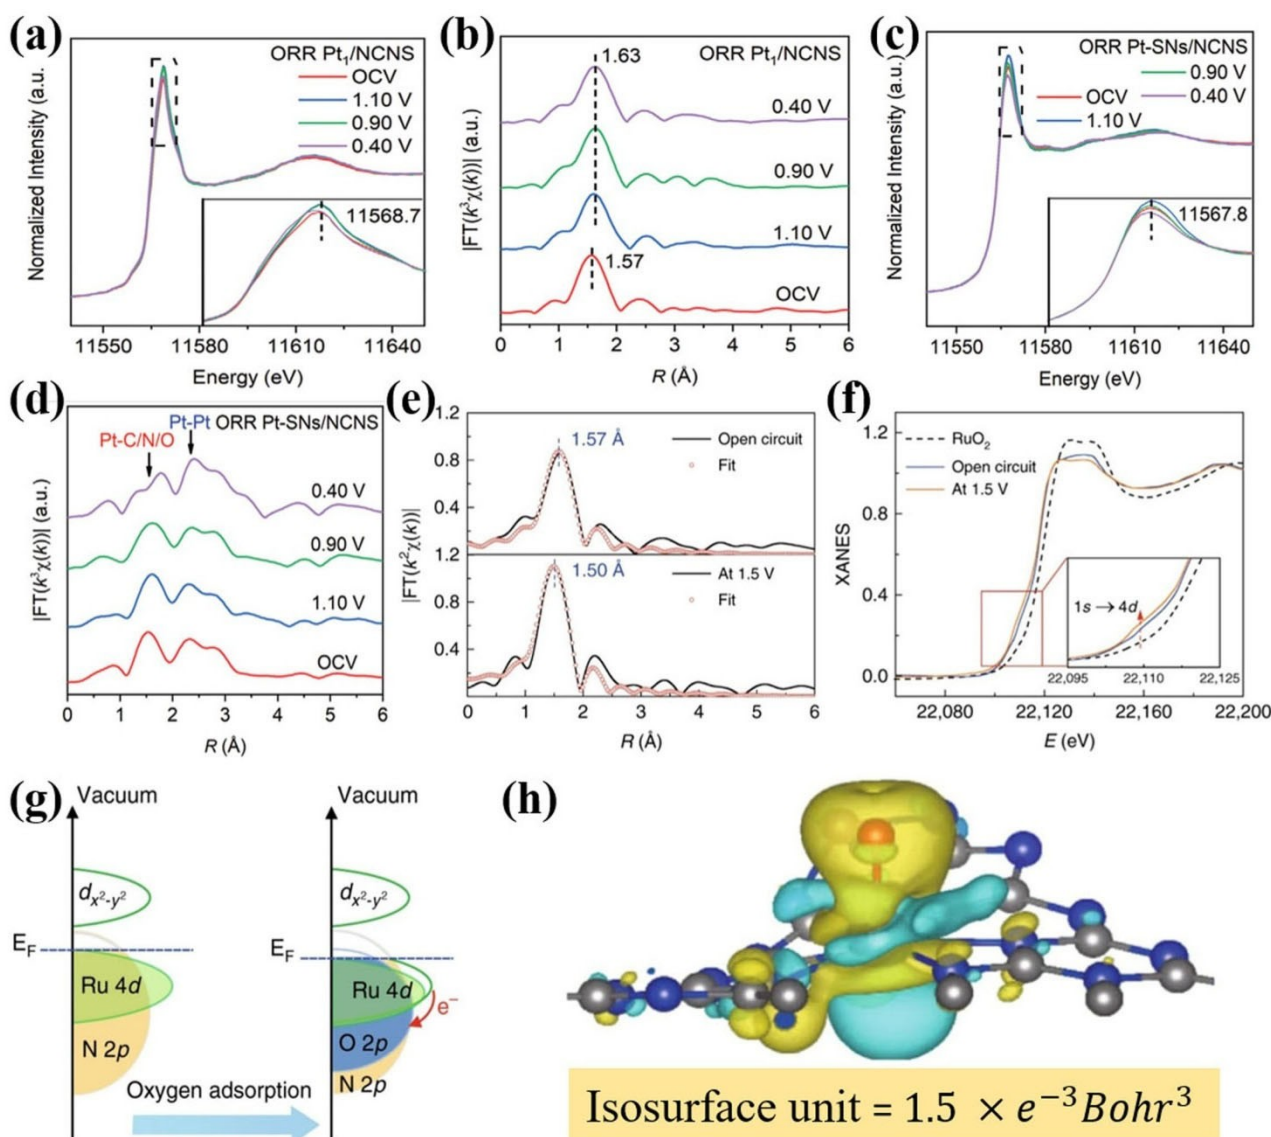 (a)
ORR Pt₁/NCNS
OCV
1.10 V
0.90 V
0.40 V
11568.7
Normalized Intensity (a.u.)
11550 11580 11610 11640
Energy (eV)
(b)
ORR Pt₁/NCNS
1.63
0.40 V
0.90 V
1.10 V
1.57
OCV
|FT(k³χ(k))| (a.u.)
0 1 2 3 4 5 6
R (Å)
(c)
ORR Pt-SNs/NCNS
0.90 V
OCV
0.40 V
1.10 V
11567.8
Normalized Intensity (a.u.)
11550 11580 11610 11640
Energy (eV)
(d)
Pt-Pt ORR Pt-SNs/NCNS
Pt-C/N/O
0.40 V
0.90 V
1.10 V
OCV
|FT(k³χ(k))| (a.u.)
0 1 2 3 4 5 6
R (Å)
(e)
1.2
1.57 Å
Open circuit
Fit
0.8
0.4
1.2
1.50 Å
At 1.5 V
Fit
0.8
0.4
|FT(k²χ(k))|
0 1 2 3 4 5 6
R (Å)
(f)
1.2
RuO₂
Open circuit
At 1.5 V
0.8
0.4
0.0
XANES
1s → 4d
22,095 22,110 22,125
22,080 22,120 22,160 22,200
E (eV)
(g)
Vacuum
dx²-y²
E_F
Ru 4d
N 2p
Oxygen adsorption
Vacuum
dx²-y²
E_F
Ru 4d
e⁻
O 2p
N 2p
(h)
Isosurface unit = 1.5 × e⁻³Bohr³